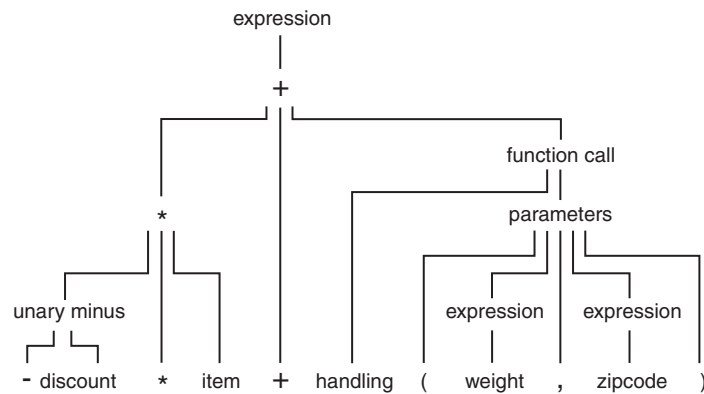 expression
+
function call
* parameters
unary minus expression expression
- discount * item + handling ( weight , zipcode )